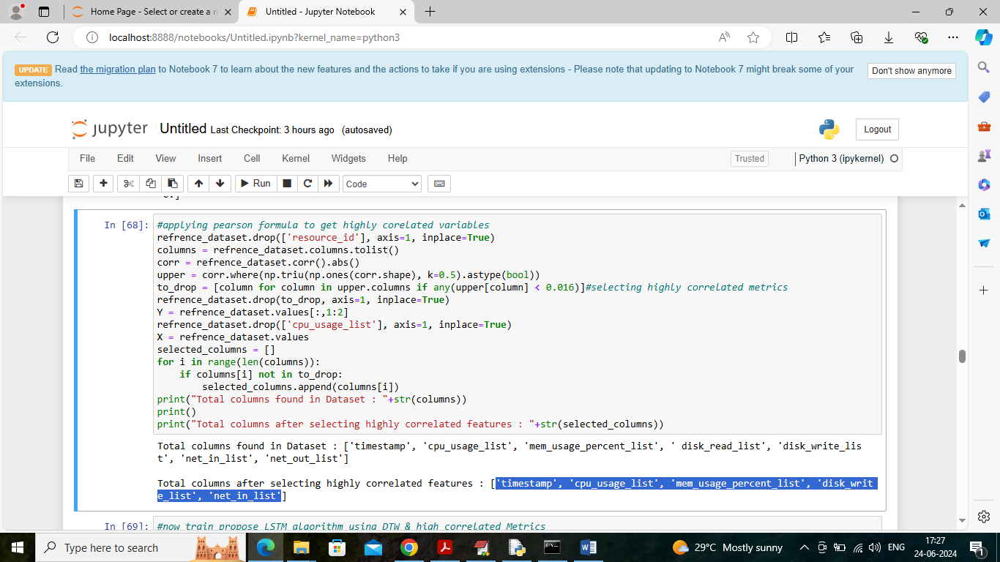 Home Page - Select or create a n
Untitled - Jupyter Notebook
localhost:8888/notebooks/Untitled.ipynb?kernel_name=python3
UPDATE Read the migration plan to Notebook 7 to learn about the new features and the actions to take if you are using extensions - Please note that updating to Notebook 7 might break some of your
extensions.
Don't show anymore
jupyter Untitled Last Checkpoint: 3 hours ago (autosaved)
Logout
File Edit View Insert Cell Kernel Widgets Help
Trusted
Python 3 (ipykernel)
Run
Code
In [68]: #applying pearson formula to get highly corelated variables
refrence_dataset.drop(['resource_id'], axis=1, inplace=True)
columns = refrence_dataset.columns.tolist()
corr = refrence_dataset.corr().abs()
upper = corr.where(np.triu(np.ones(corr.shape), k=0.5).astype(bool))
to_drop = [column for column in upper.columns if any(upper[column] < 0.016)]#selecting highly correlated metrics
refrence_dataset.drop(to_drop, axis=1, inplace=True)
Y = refrence_dataset.values[:,1:2]
refrence_dataset.drop(['cpu_usage_list'], axis=1, inplace=True)
X = refrence_dataset.values
selected_columns = []
for i in range(len(columns)):
    if columns[i] not in to_drop:
        selected_columns.append(columns[i])
print("Total columns found in Dataset : "+str(columns))
print()
print("Total columns after selecting highly correlated features : "+str(selected_columns))
Total columns found in Dataset : ['timestamp', 'cpu_usage_list', 'mem_usage_percent_list', ' disk_read_list', 'disk_write_lis
t', 'net_in_list', 'net_out_list']
Total columns after selecting highly correlated features : ['timestamp', 'cpu_usage_list', 'mem_usage_percent_list', 'disk_writ
e_list', 'net_in_list']
In [69]: #now train propose LSTM algorithm using DTW & high correlated Metrics
Type here to search
29°C Mostly sunny
ENG
17:27
24-06-2024
1